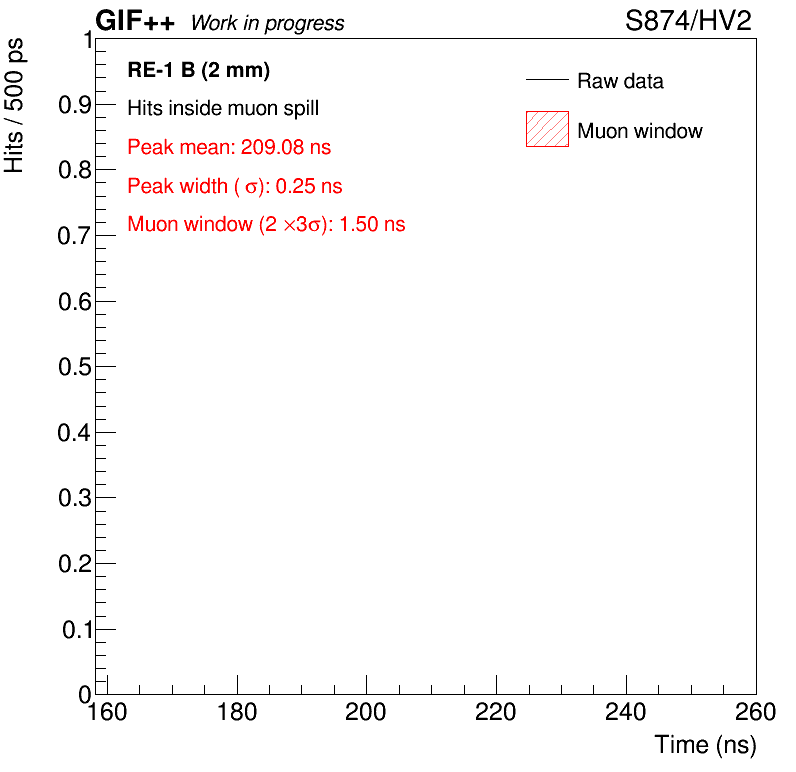 GIF++ Work in progress S874/HV2
Hits / 500 ps
RE-1 B (2 mm)
Hits inside muon spill
Peak mean: 209.08 ns
Peak width ( σ): 0.25 ns
Muon window (2 ×3σ): 1.50 ns
Raw data
Muon window
1
0.9
0.8
0.7
0.6
0.5
0.4
0.3
0.2
0.1
0
160 180 200 220 240 260
Time (ns)